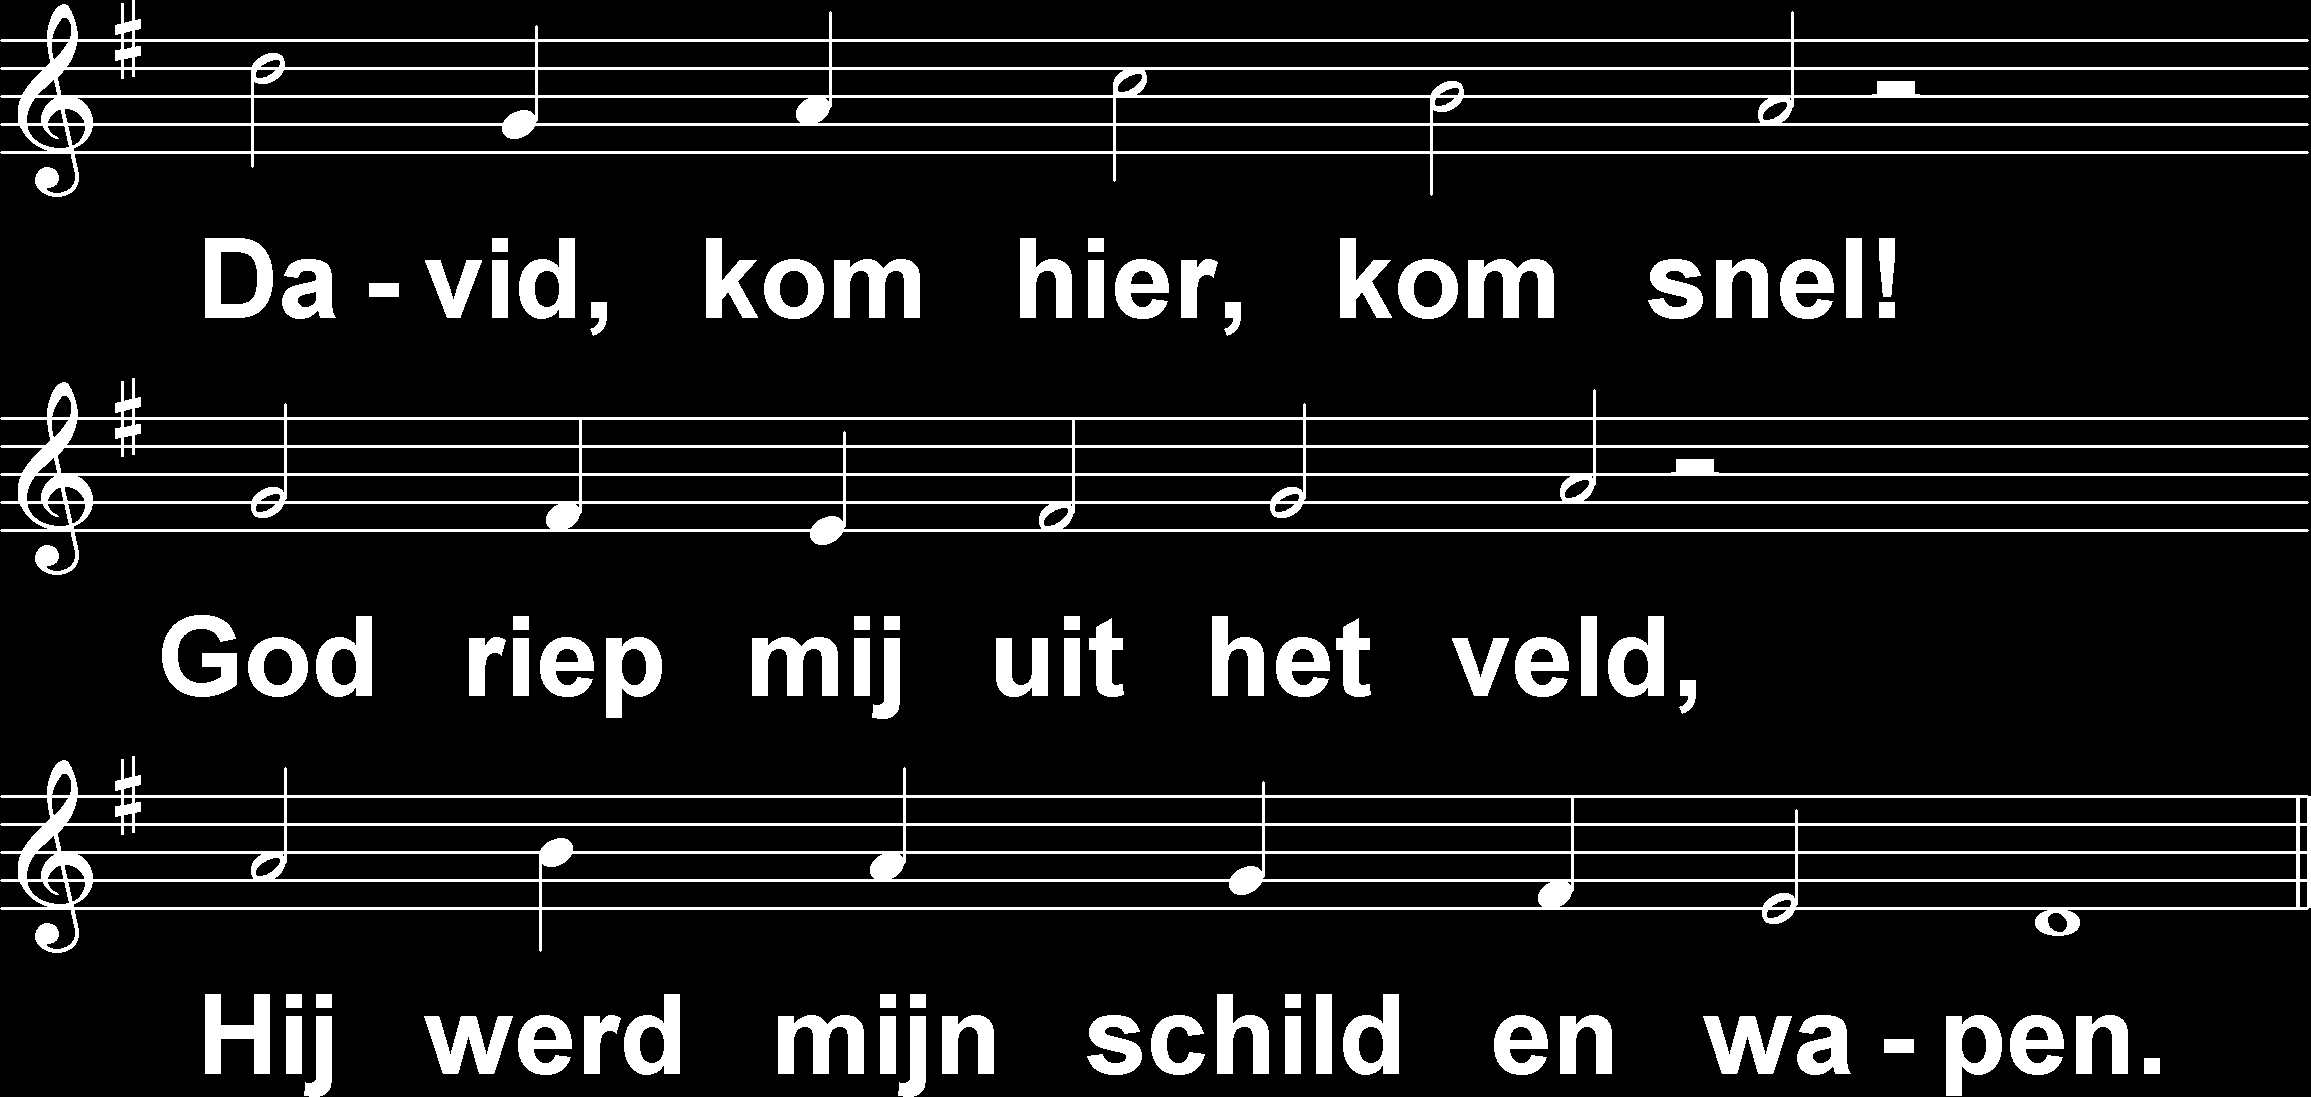 Da - vid, kom hier, kom snel!
God riep mij uit het veld,
Hij werd mijn schild en wa - pen.